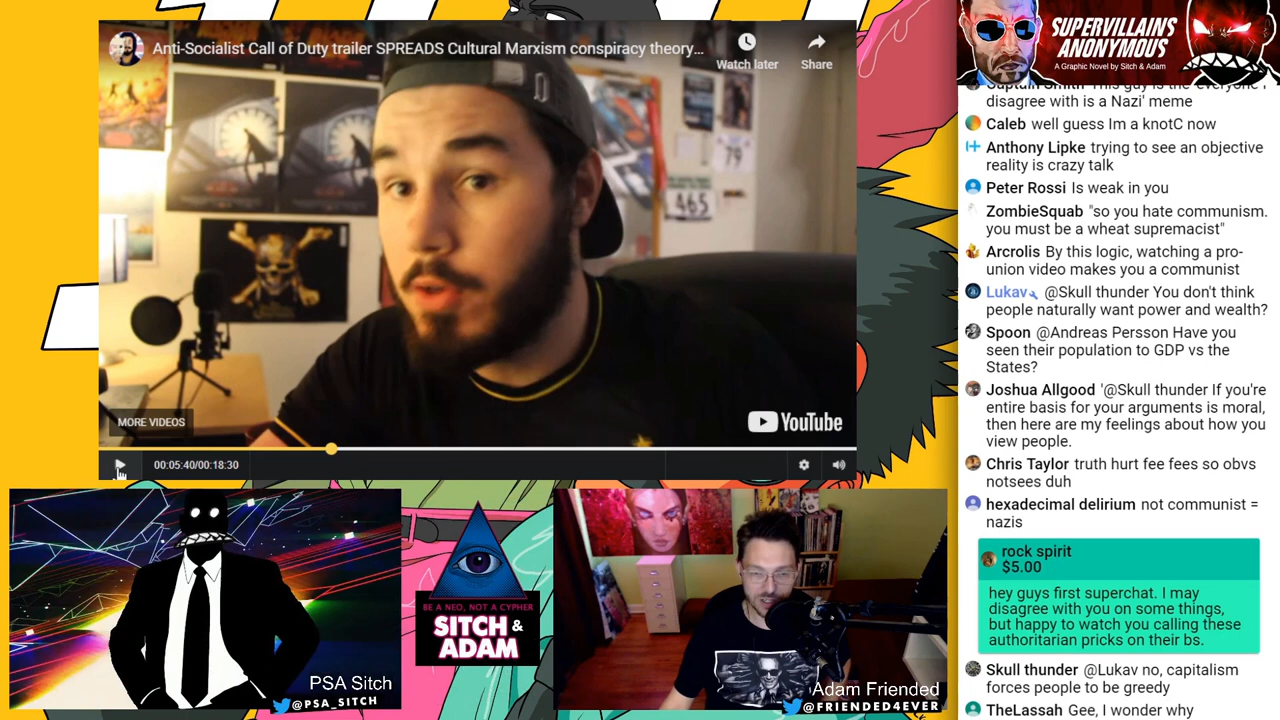 Anti-Socialist Call of Duty trailer SPREADS Cultural Marxism conspiracy theory...
Watch later
Share
79
465
MORE VIDEOS
YouTube
00:05:40/00:18:30
PSA Sitch
@PSA_SITCH
BE A NEO, NOT A CYPHER
SITCH &
ADAM
Adam Friended
@FRIENDED4EVER
SUPERVILLAINS
ANONYMOUS
A Graphic Novel by Sitch & Adam
Captain Smith This guy is the 'everyone I
disagree with is a Nazi' meme
Caleb well guess Im a knotC now
Anthony Lipke trying to see an objective
reality is crazy talk
Peter Rossi Is weak in you
ZombieSquab "so you hate communism.
you must be a wheat supremacist"
Arcrolis By this logic, watching a pro-
union video makes you a communist
Lukav @Skull thunder You don't think
people naturally want power and wealth?
Spoon @Andreas Persson Have you
seen their population to GDP vs the
States?
Joshua Allgood '@Skull thunder If you're
entire basis for your arguments is moral,
then here are my feelings about how you
view people.
Chris Taylor truth hurt fee fees so obvs
notsees duh
hexadecimal delirium not communist =
nazis
rock spirit
$5.00
hey guys first superchat. I may
disagree with you on some things,
but happy to watch you calling these
authoritarian pricks on their bs.
Skull thunder @Lukav no, capitalism
forces people to be greedy
TheLassah Gee, I wonder why